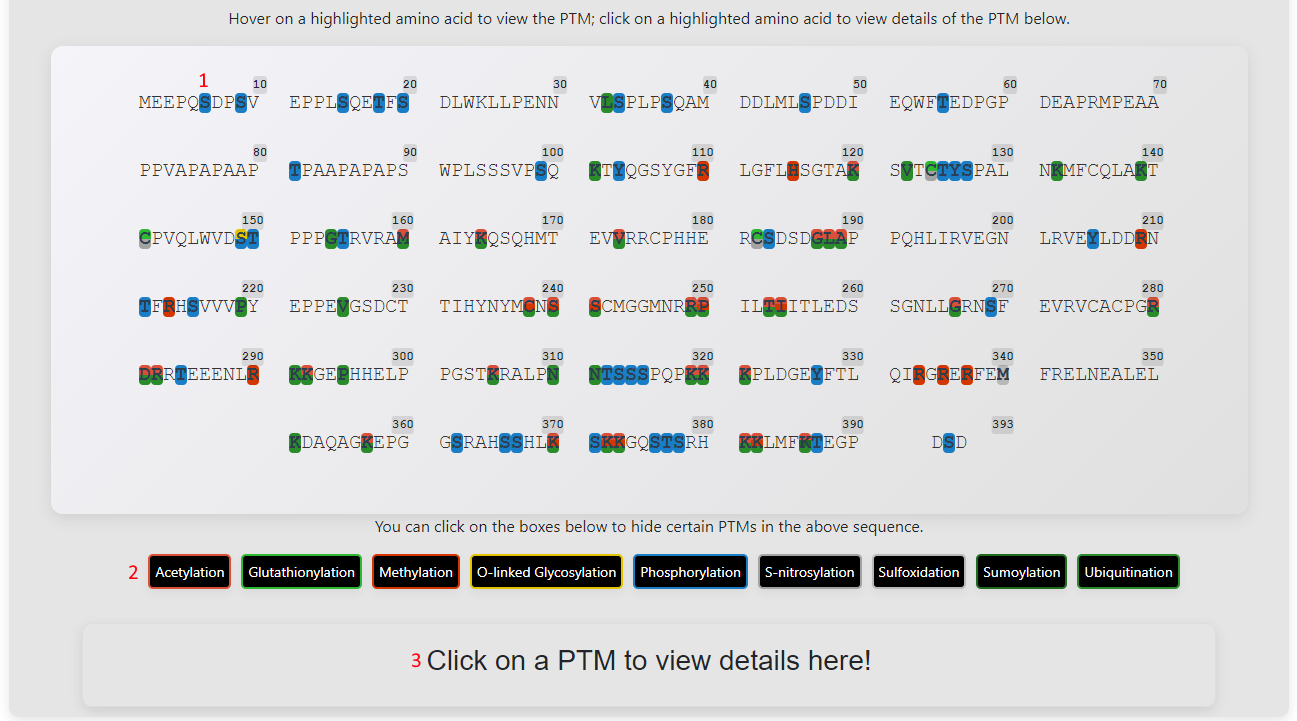 Hover on a highlighted amino acid to view the PTM; click on a highlighted amino acid to view details of the PTM below.
1
10 20 30 40 50 60 70
MEEPQSDPSV EPPLSQETFS DLWKLLPENN VLSPLPSQAM DDLMLSPDDI EQWFTEDPGP DEAPRMPEAA
80 90 100 110 120 130 140
PPVAPAPAAP TPAAPAPAPS WPLSSSVPSQ KTYQGSYGFR LGFLHSGTAK SVTCTYSPAL NKMFCQLAKT
150 160 170 180 190 200 210
CPVQLWVDST PPPGTRVRAM AIYKQSQHMT EVVRRCPHHE RCSDSDGLAP PQHLIRVEGN LRVEYLDDRN
220 230 240 250 260 270 280
TFRHSVVVPY EPPEVGSDCT TIHYNYMCNS SCMGGMNRRP ILTIITLEDS SGNLLGRNSF EVRVCACPGR
290 300 310 320 330 340 350
DRRTEEENLR KKGEPHHELP PGSTKRALPN NTSSSPQPKK KPLDGEYFTL QIRGRERFEM FRELNEALEL
360 370 380 390 393
KDAQAGKEPG GSRAHSSHLK SKKGQSTSRH KKLMFKTEGP DSD
You can click on the boxes below to hide certain PTMs in the above sequence.
2 Acetylation Glutathionylation Methylation O-linked Glycosylation Phosphorylation S-nitrosylation Sulfoxidation Sumoylation Ubiquitination
3 Click on a PTM to view details here!